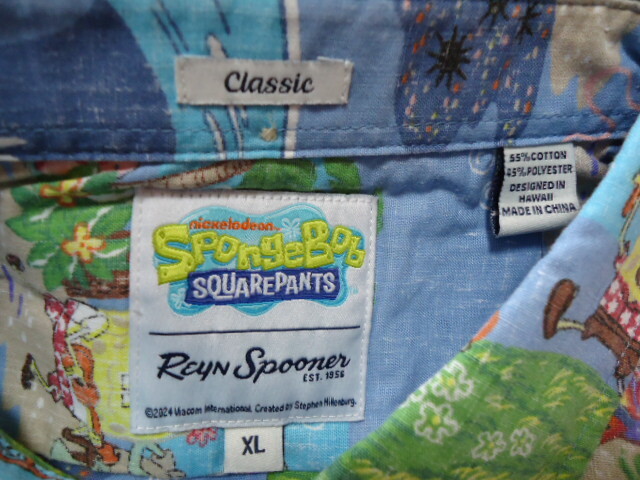 Classic
55%COTTON
45%POLYESTER
DESIGNED IN
HAWAII
MADE IN CHINA
nickelodeon
SpongeBob
SQUAREPANTS
Reyn Spooner
EST. 1956
©2024 Viacom International. Created by Stephen Hillenburg.
XL